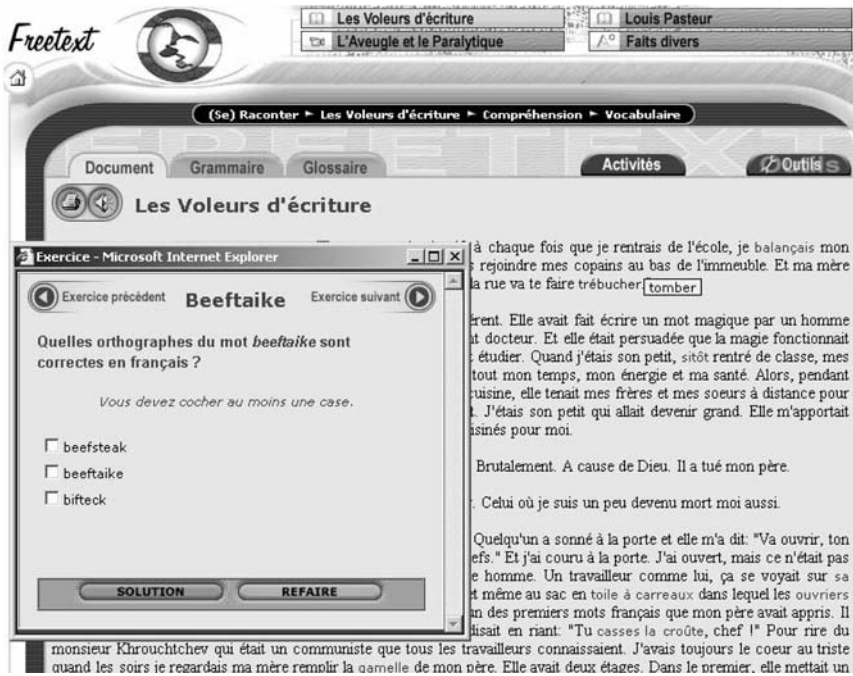 Freetext
Les Voleurs d'écriture
Louis Pasteur
L'Aveugle et le Paralytique
Faits divers
(Se) Raconter ► Les Voleurs d'écriture ► Compréhension ► Vocabulaire
Document
Grammaire
Glossaire
Activités
Outils
Les Voleurs d'écriture
Exercice - Microsoft Internet Explorer
Exercice précédent
Beeftaike
Exercice suivant
Quelles orthographes du mot beeftaike sont
correctes en français ?
Vous devez cocher au moins une case.
beefsteak
beeftaike
bifteck
SOLUTION
REFAIRE
à chaque fois que je rentrais de l'école, je balançais mon
rejoindre mes copains au bas de l'immeuble. Et ma mère
la rue va te faire trébucher.
tomber
érent. Elle avait fait écrire un mot magique par un homme
nt docteur. Et elle était persuadée que la magie fonctionnait
étudier. Quand j'étais son petit, sitôt rentré de classe, mes
tout mon temps, mon énergie et ma santé. Alors, pendant
cuisine, elle tenait mes frères et mes soeurs à distance pour
t. J'étais son petit qui allait devenir grand. Elle m'apportait
isinés pour moi.
Brutalement. A cause de Dieu. Il a tué mon père.
. Celui où je suis un peu devenu mort moi aussi.
Quelqu'un a sonné à la porte et elle m'a dit: "Va ouvrir, ton
efs." Et j'ai couru à la porte. J'ai ouvert, mais ce n'était pas
e homme. Un travailleur comme lui, ça se voyait sur sa
et même au sac en toile à carreaux dans lequel les ouvriers
un des premiers mots français que mon père avait appris. Il
disait en riant: "Tu casses la croûte, chef !" Pour rire du
monsieur Khrouchtchev qui était un communiste que tous les travailleurs connaissaient. J'avais toujours le coeur au triste
quand les soirs je regardais ma mère remplir la gamelle de mon père. Elle avait deux étages. Dans le premier, elle mettait un